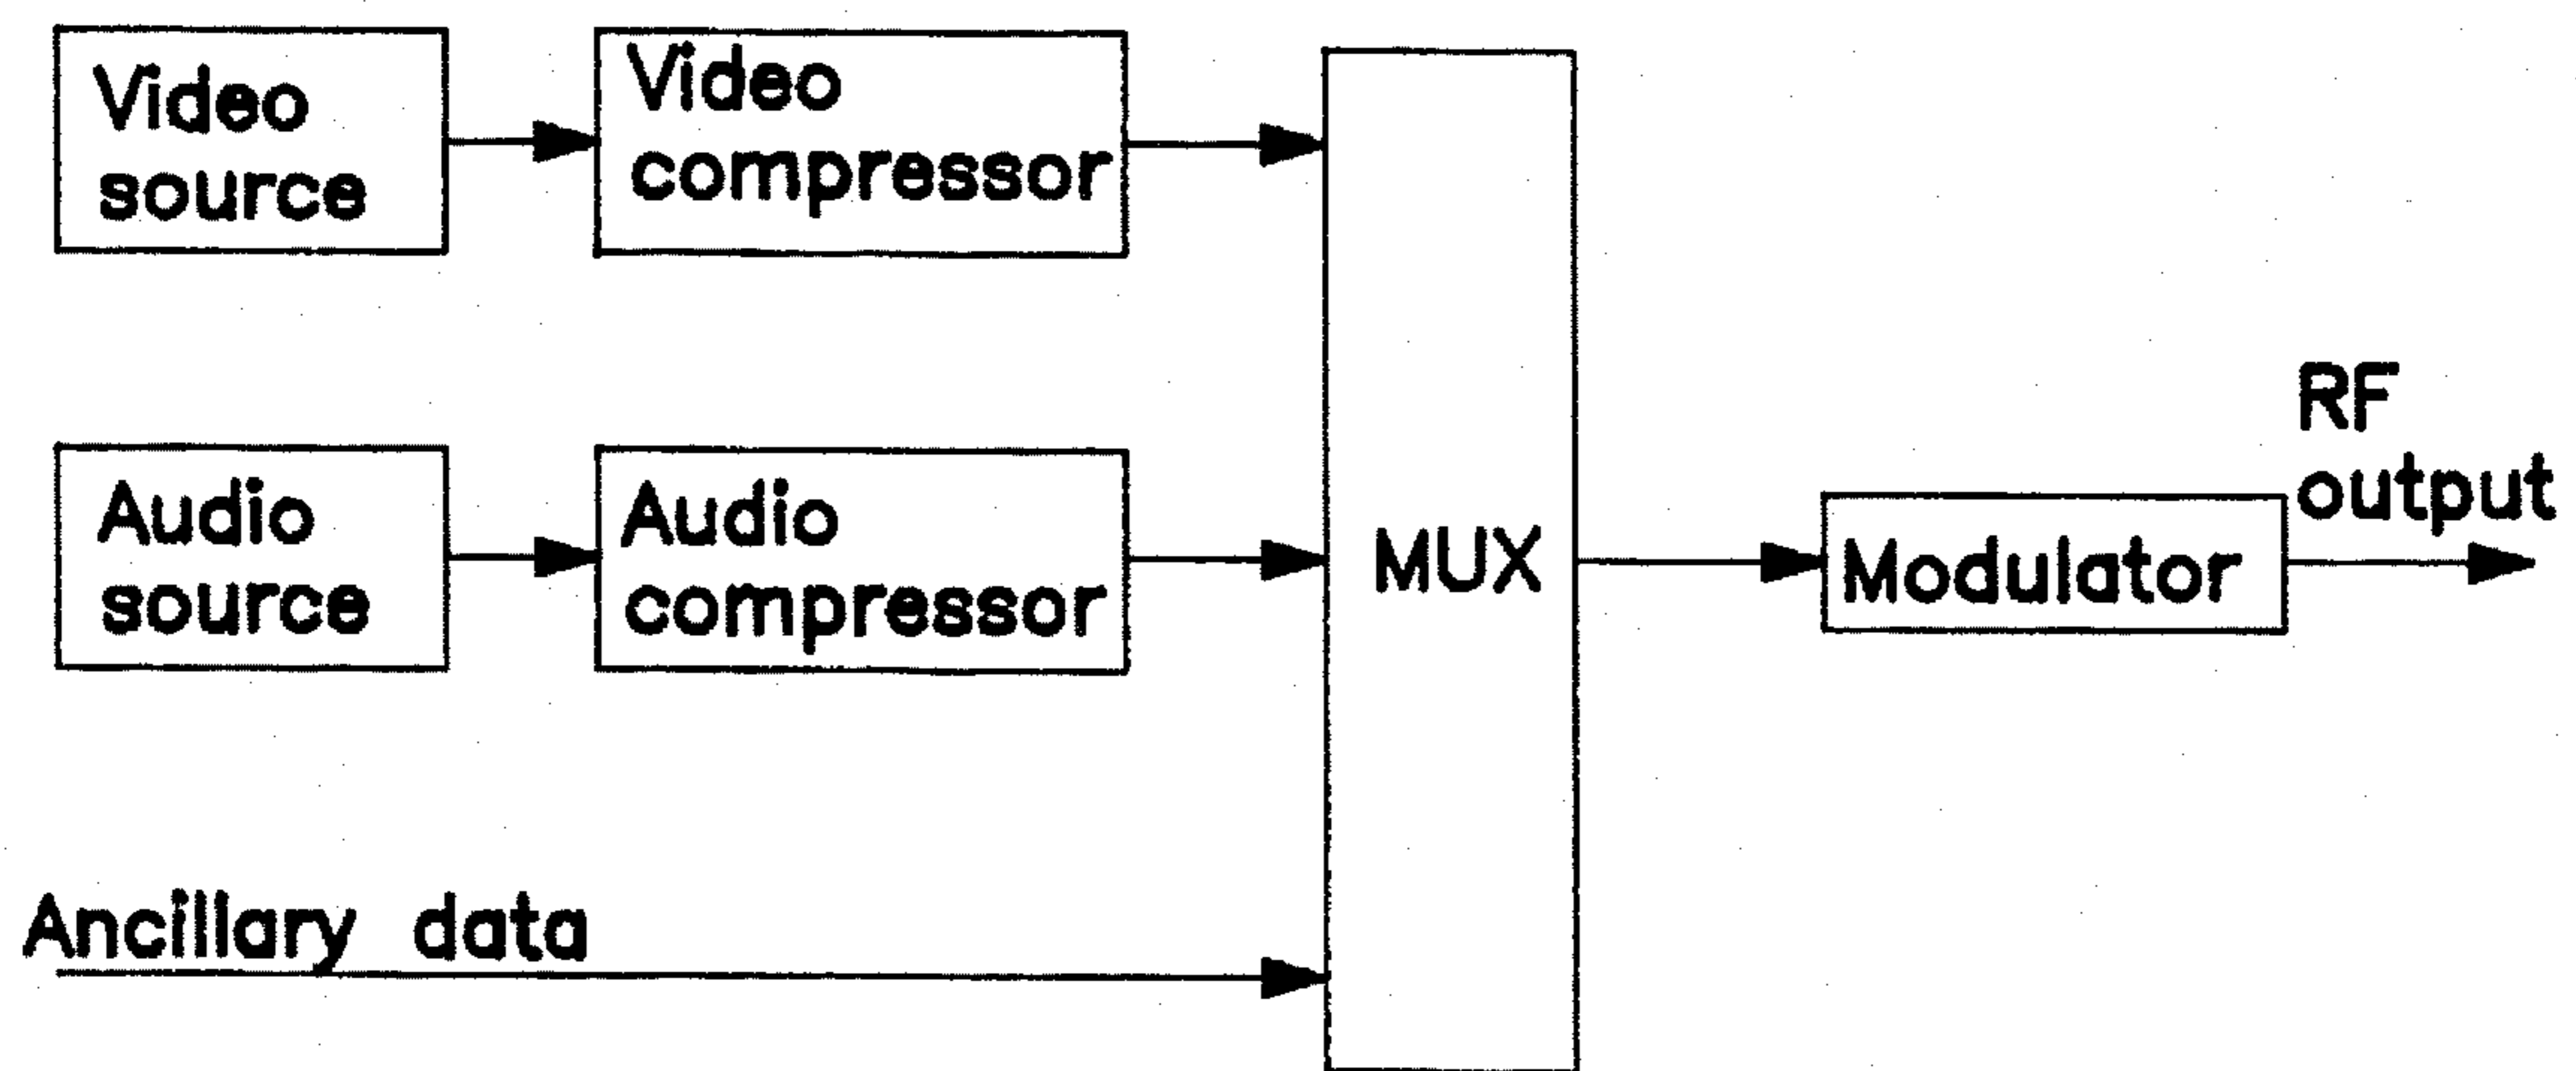 Video
source
Video
compressor
Audio
source
Audio
compressor
Ancillary data
MUX
Modulator
RF
output